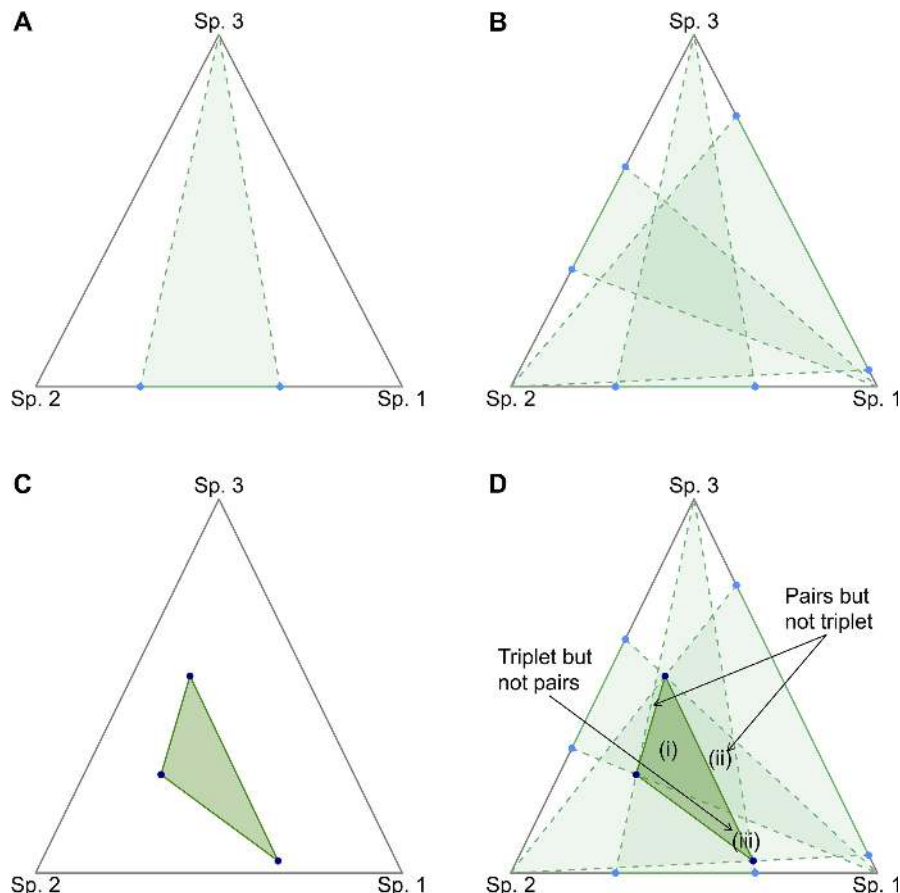 A
Sp. 3
Sp. 2
Sp. 1
B
Sp. 3
Sp. 2
Sp. 1
C
Sp. 3
Sp. 2
Sp. 1
D
Sp. 3
Pairs but
not triplet
Triplet but
not pairs
(i)
(ii)
(iii)
Sp. 2
Sp. 1